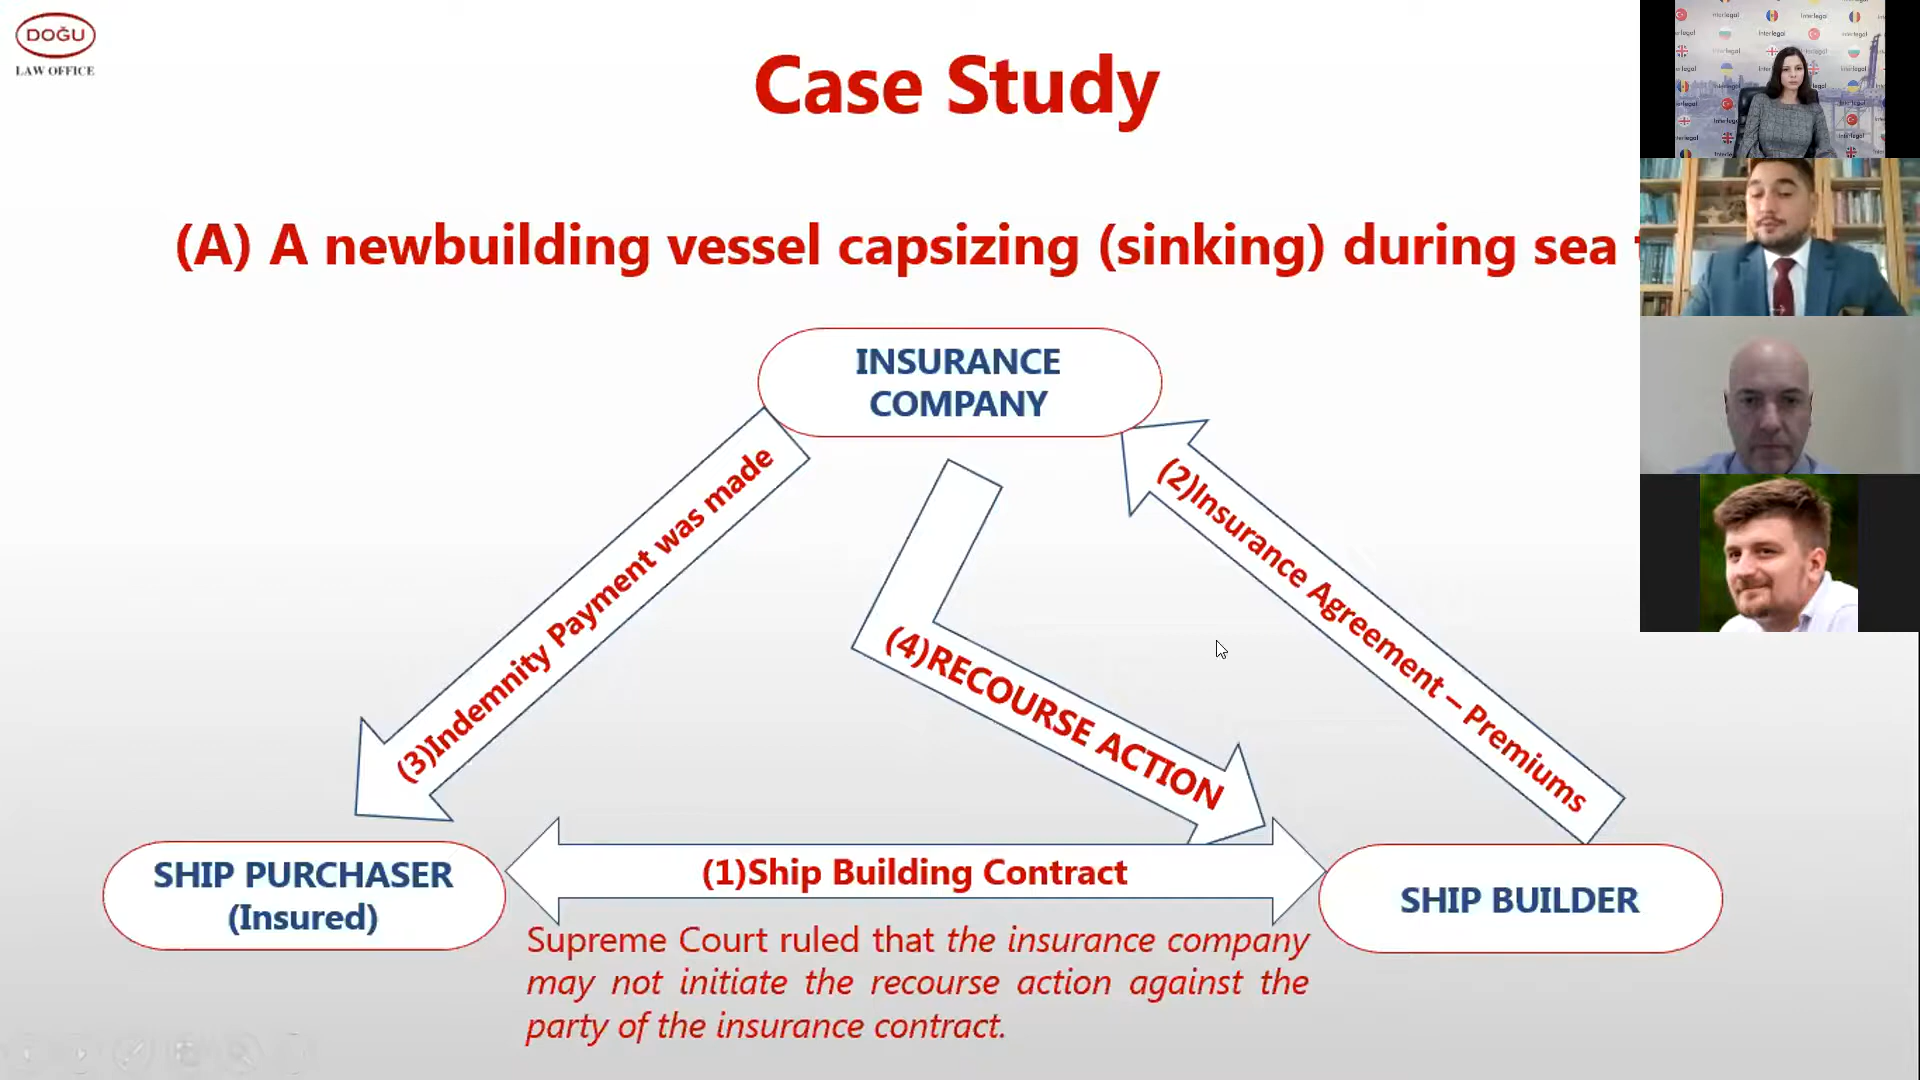 DOĞU
LAW OFFICE
Case Study
(A) A newbuilding vessel capsizing (sinking) during sea
INSURANCE
COMPANY
(3)Indemnity Payment was made
(2)Insurance Agreement – Premiums
(4)RECOURSE ACTION
(1)Ship Building Contract
SHIP PURCHASER
(Insured)
SHIP BUILDER
Supreme Court ruled that the insurance company
may not initiate the recourse action against the
party of the insurance contract.
Interlegal